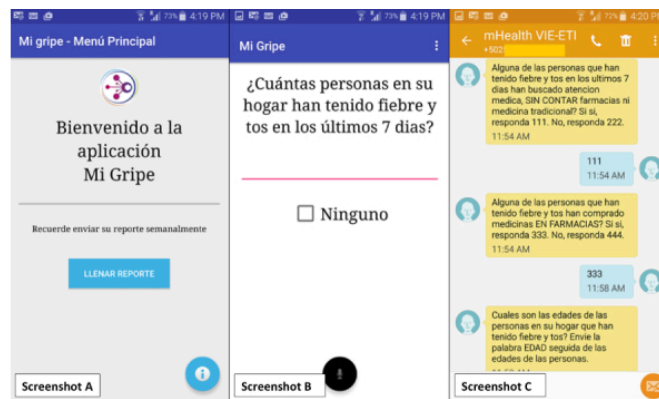 4:19 PM
Mi gripe - Menú Principal
Bienvenido a la
aplicación
Mi Gripe
Recuerde enviar su reporte semanalmente
LLENAR REPORTE
Screenshot A
73% 4:19 PM
Mi Gripe
¿Cuántas personas en su
hogar han tenido fiebre y
tos en los últimos 7 dias?
Ninguno
Screenshot B
72% 4:20 PM
mHealth VIE-ETI
+502
Alguna de las personas que han
tenido fiebre y tos en los ultimos 7
dias han buscado atencion
medica, SIN CONTAR farmacias ni
medicina tradicional? Si si,
responda 111. No, responda 222.
11:54 AM
111
11:54 AM
Alguna de las personas que han
tenido fiebre y tos han comprado
medicinas EN FARMACIAS? Si si,
responda 333. No, responda 444.
11:54 AM
333
11:58 AM
Cuales son las edades de las
personas en su hogar que han
tenido fiebre y tos? Envie la
palabra EDAD seguida de las
edades de las personas.
Screenshot C